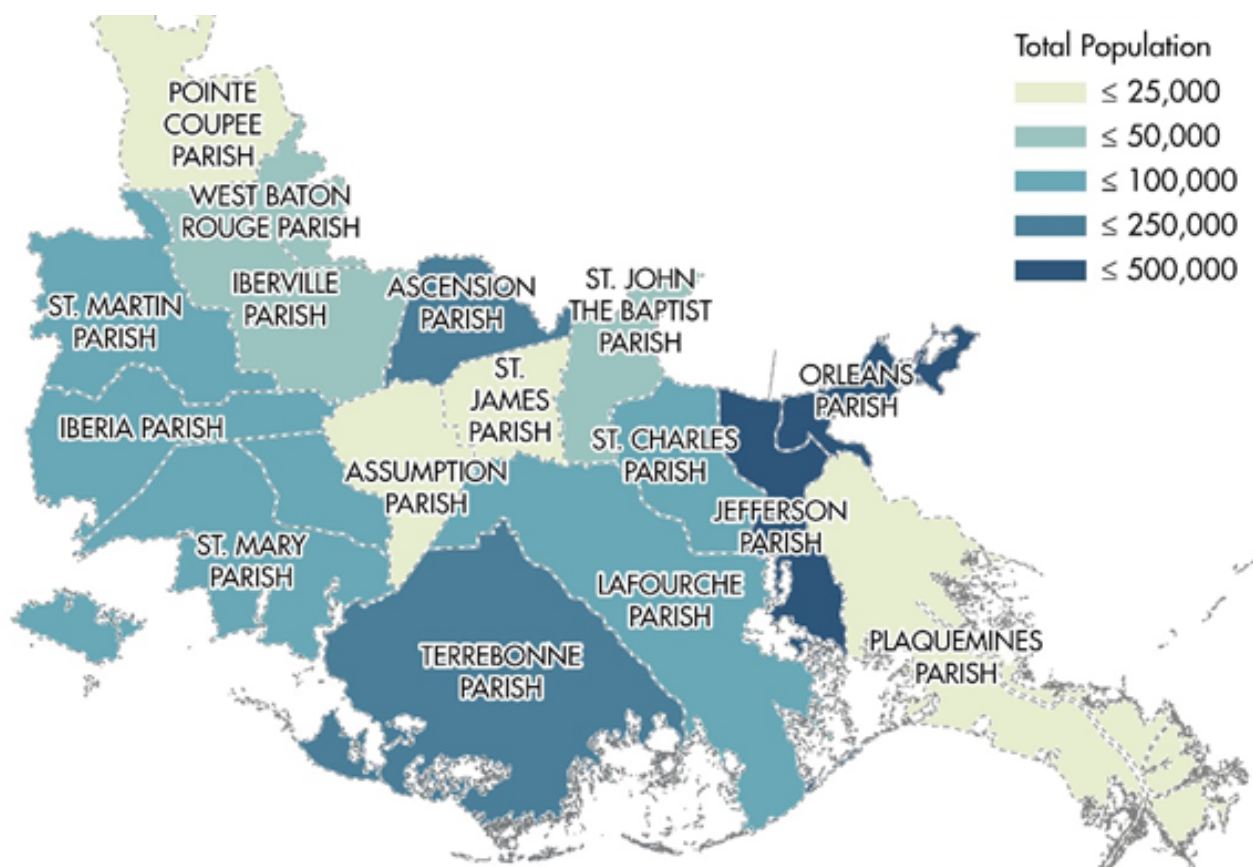 Total Population
≤ 25,000
≤ 50,000
≤ 100,000
≤ 250,000
≤ 500,000
POINTE
COUPEE
PARISH
WEST BATON
ROUGE PARISH
IBERVILLE
PARISH
ASCENSION
PARISH
ST. JOHN
THE BAPTIST
PARISH
ST. MARTIN
PARISH
ST.
JAMES
PARISH
ORLEANS
PARISH
IBERIA PARISH
ST. CHARLES
PARISH
ASSUMPTION
PARISH
JEFFERSON
PARISH
ST. MARY
PARISH
LAFOURCHE
PARISH
TERREBONNE
PARISH
PLAQUEMINES
PARISH